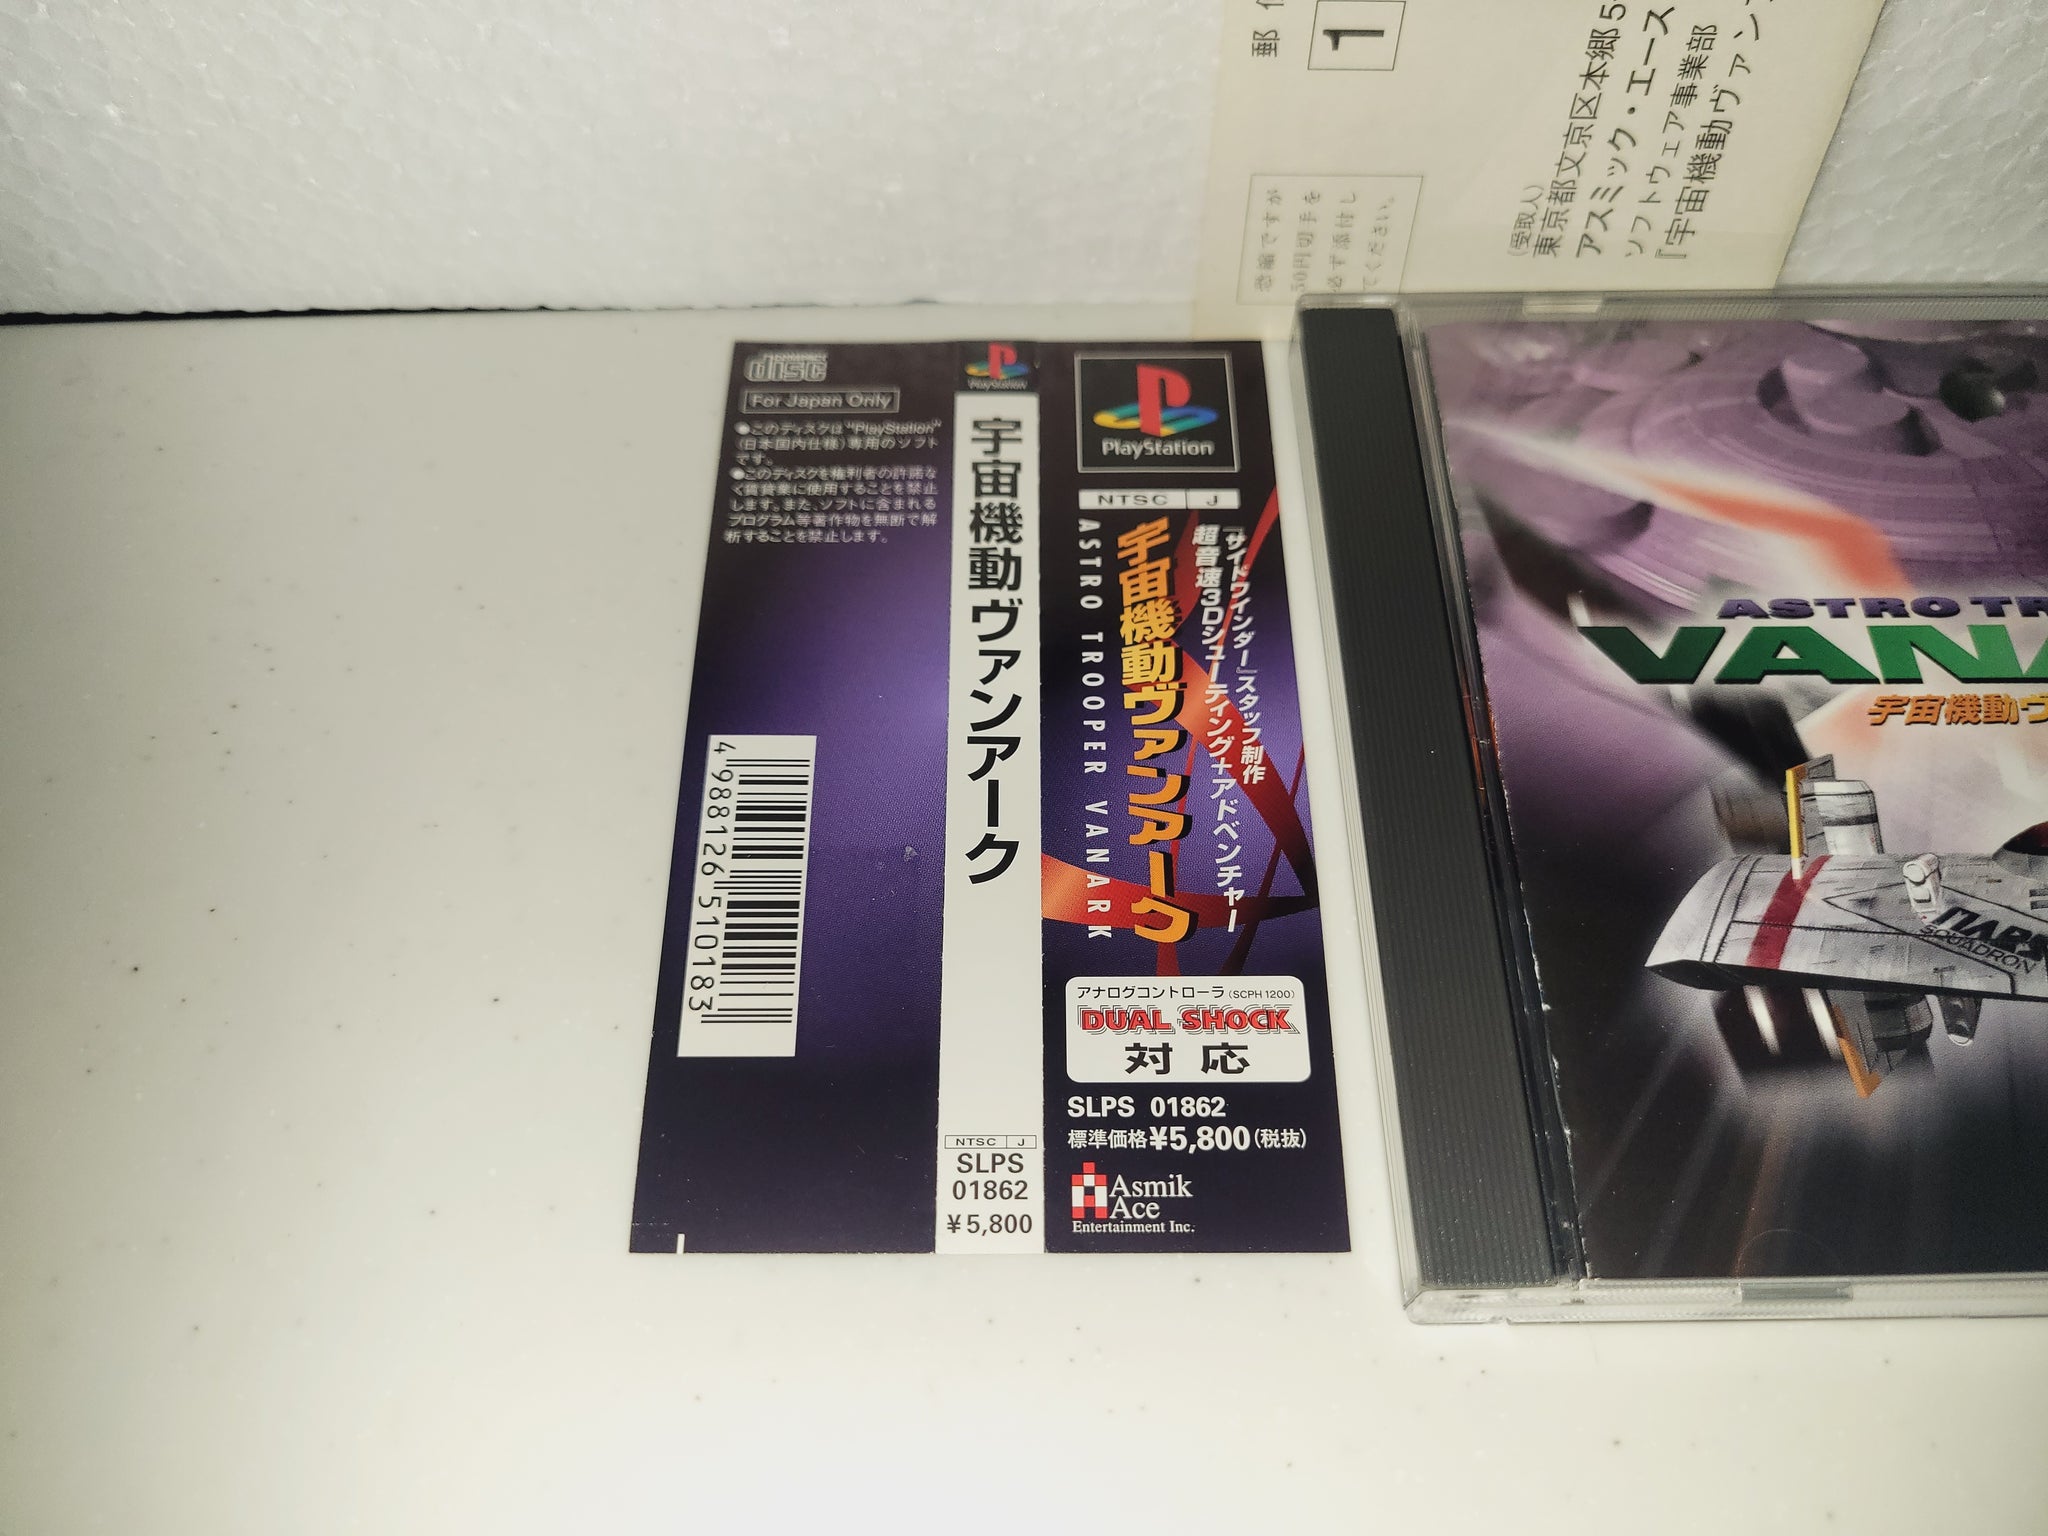 COMPACT
disc
For Japan Only
●このディスクは"PlayStation"
(日本国内仕様)専用のソフト
です。
●このディスクを権利者の許諾な
く賃貸業に使用することを禁止
します。また、ソフトに含まれる
プログラム等著作物を無断で解
析することを禁止します。
4 988126 510183
PlayStation
宇宙機動ヴァンアーク
NTSC J
SLPS
01862
¥5,800
PlayStation
NTSC J
『サイドワインダー』スタッフ制作
超音速3Dシューティング+アドベンチャー
宇宙機動ヴァンアーク
ASTRO TROOPER VANARK
アナログコントローラ(SCPH 1200)
DUAL SHOCK
対応
SLPS 01862
標準価格¥5,800(税抜)
Asmik
Ace
Entertainment Inc.
郵
1
恐縮ですが
50円切手を
必ず添付し
てください。
(受取人)
東京都文京区本郷5
アスミック・エース
ソフトウェア事業部
『宇宙機動ヴァン
ASTRO TR
VANA
宇宙機動ヴ
MARS
SQUADRON